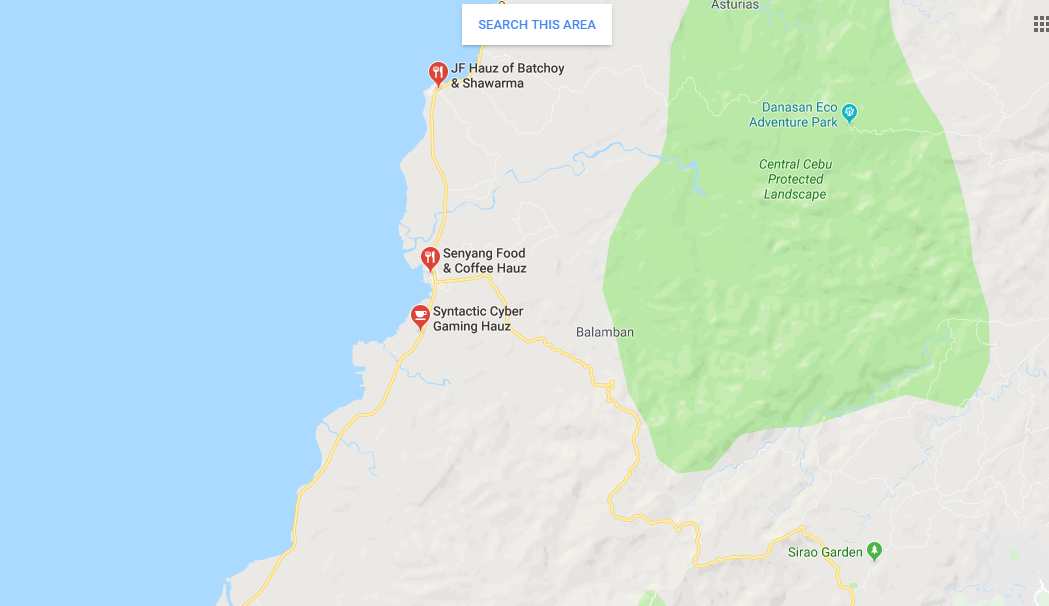 Asturias
SEARCH THIS AREA
JF Hauz of Batchoy
& Shawarma
Danasan Eco
Adventure Park
Central Cebu
Protected
Landscape
Senyang Food
& Coffee Hauz
Syntactic Cyber
Gaming Hauz
Balamban
Sirao Garden